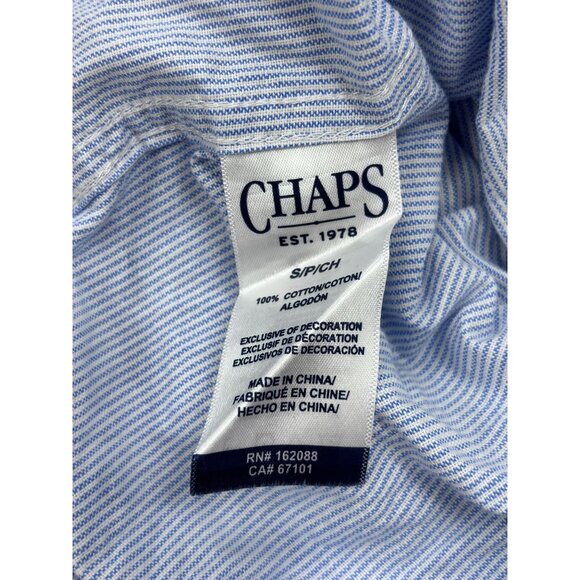 CHAPS
EST. 1978
S/P/CH
100% COTTON/COTON/
ALGODÓN
EXCLUSIVE OF DECORATION
EXCLUSIF DE DÉCORATION
EXCLUSIVOS DE DECORACIÓN
MADE IN CHINA/
FABRIQUÉ EN CHINE/
HECHO EN CHINA/
RN# 162088
CA# 67101